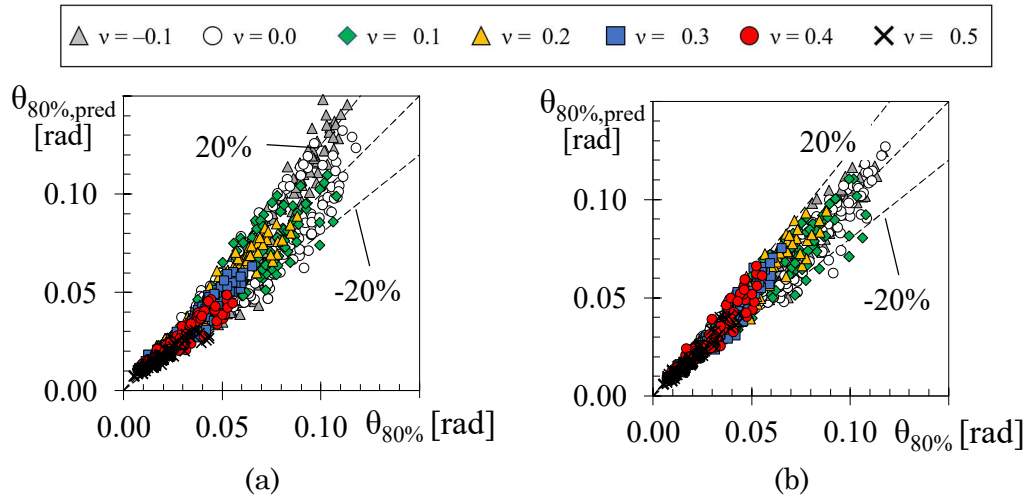 ν = –0.1 ν = 0.0 ν = 0.1 ν = 0.2 ν = 0.3 ν = 0.4 ν = 0.5
θ80%,pred
[rad]
20%
0.10
0.05
-20%
0.00
0.00 0.05 0.10 θ80% [rad]
(a)
θ80%,pred
[rad]
20%
0.10
0.05
-20%
0.00
0.00 0.05 0.10 θ80% [rad]
(b)